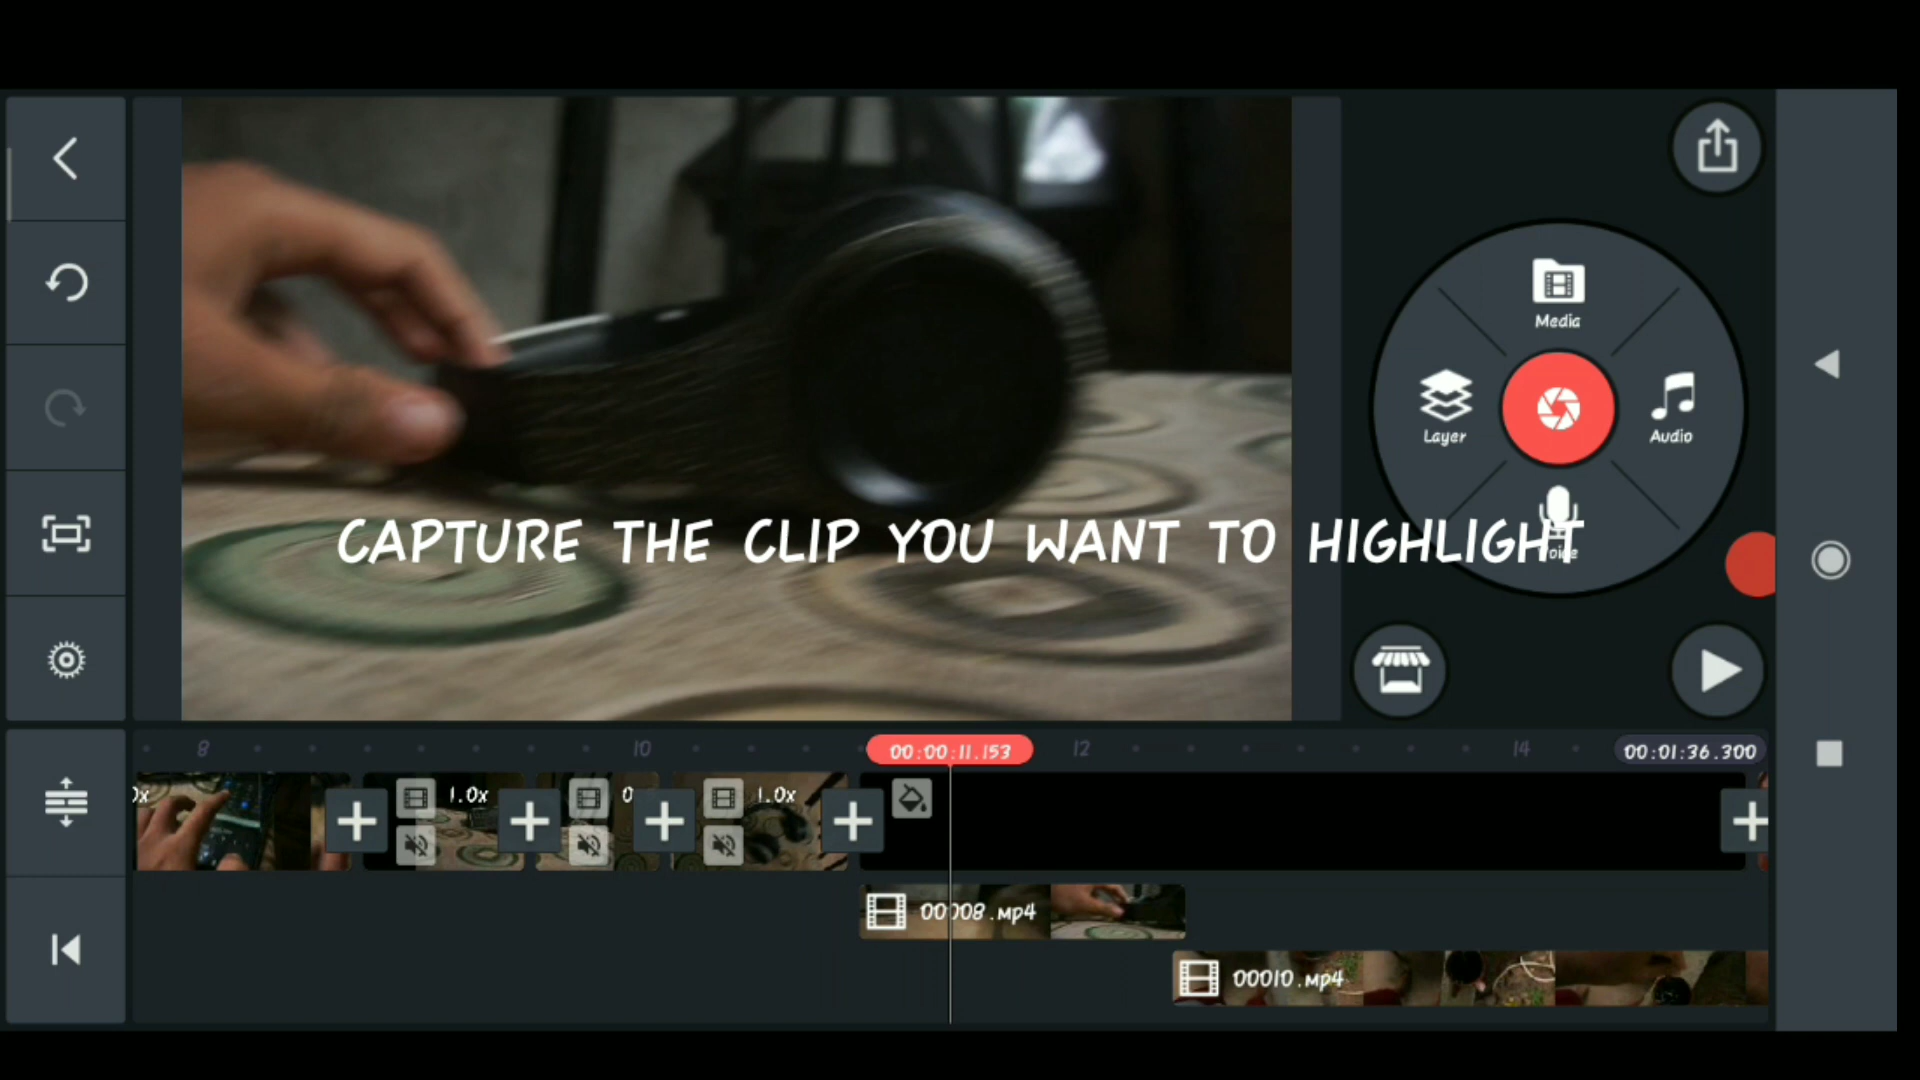 Media
Layer
Audio
CAPTURE THE CLIP YOU WANT TO HIGHLIGHT
8
10
00:00:11.153
12
14
00:01:36.300
1.0x
1.0x
00008.mp4
00010.mp4